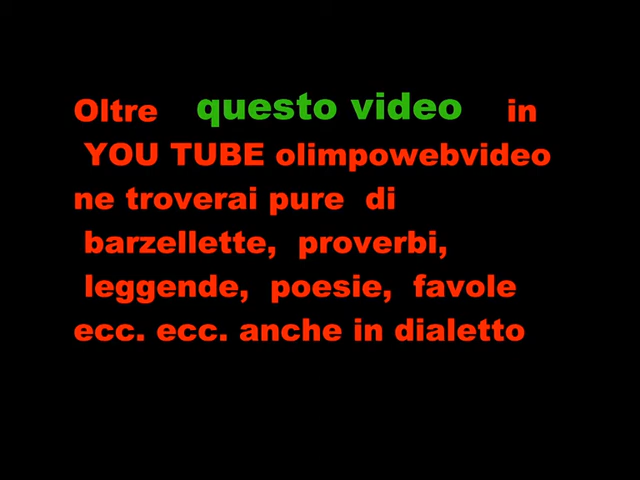 Oltre questo video in
YOU TUBE olimpowebvideo
ne troverai pure di
barzellette, proverbi,
leggende, poesie, favole
ecc. ecc. anche in dialetto